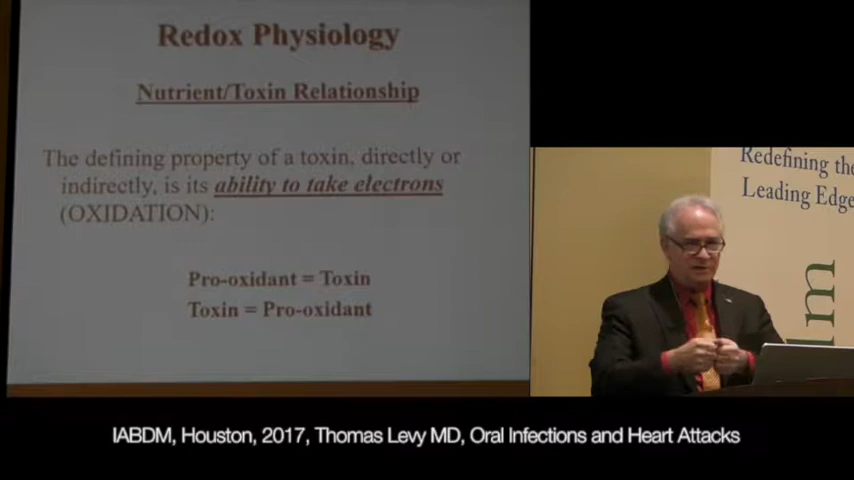 Redox Physiology
Nutrient/Toxin Relationship
The defining property of a toxin, directly or
indirectly, is its ability to take electrons
(OXIDATION):
Pro-oxidant = Toxin
Toxin = Pro-oxidant
Redefining the
Leading Edge
m
IABDM, Houston, 2017, Thomas Levy MD, Oral Infections and Heart Attacks